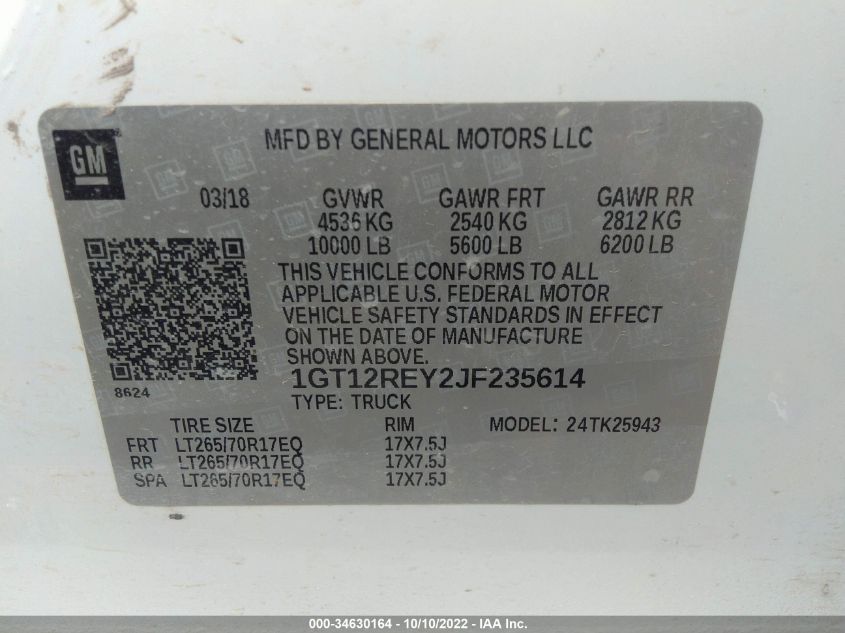 GM
MFD BY GENERAL MOTORS LLC
03/18 GVWR GAWR FRT GAWR RR
4536 KG 2540 KG 2812 KG
10000 LB 5600 LB 6200 LB
THIS VEHICLE CONFORMS TO ALL
APPLICABLE U.S. FEDERAL MOTOR
VEHICLE SAFETY STANDARDS IN EFFECT
ON THE DATE OF MANUFACTURE
SHOWN ABOVE.
1GT12REY2JF235614
8624
TYPE: TRUCK
TIRE SIZE RIM MODEL: 24TK25943
FRT LT265/70R17EQ 17X7.5J
RR LT265/70R17EQ 17X7.5J
SPA LT265/70R17EQ 17X7.5J
000-34630164 - 10/10/2022 - IAA Inc.